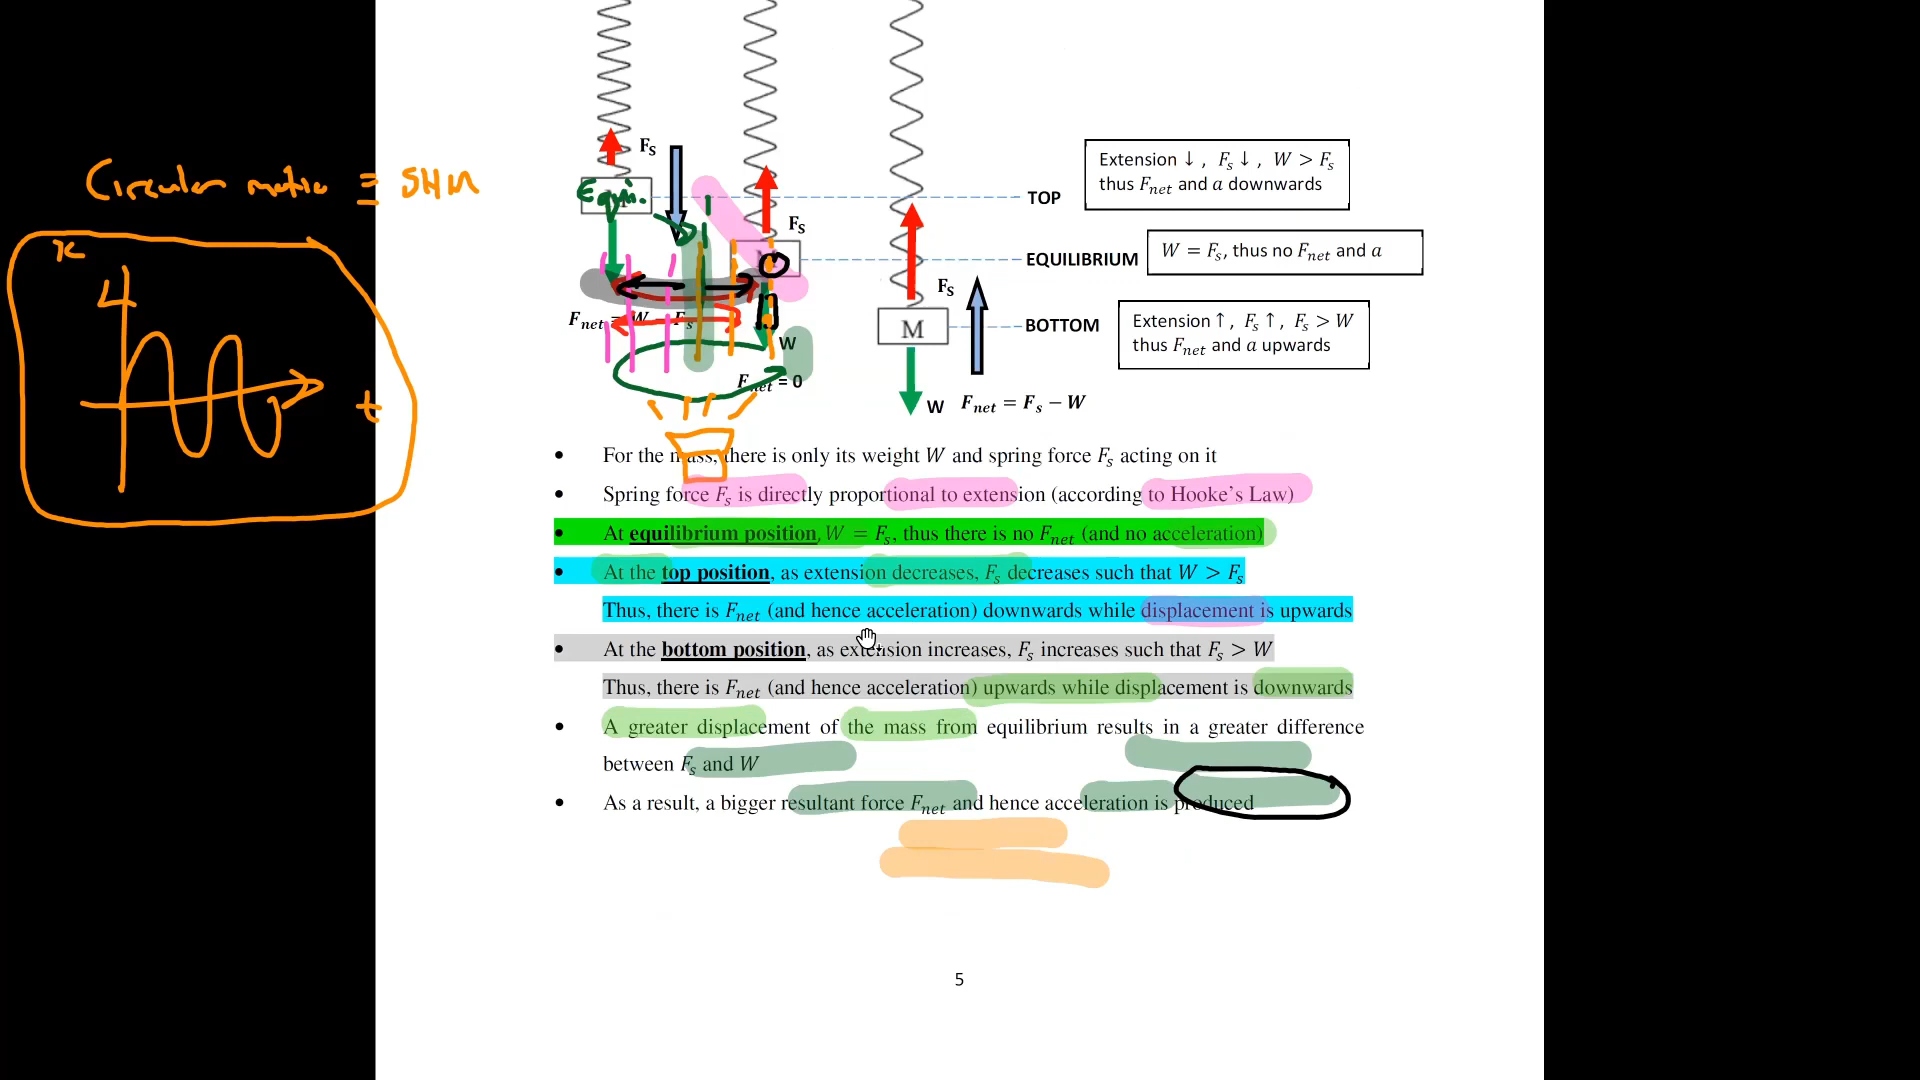 Circular motion = SHM
x
t
Equi.
Fₛ
Fₛ
Fₛ
TOP
EQUILIBRIUM
BOTTOM
Extension ↓ , Fₛ ↓ , W > Fₛ
thus Fₙₑₜ and a downwards
W = Fₛ, thus no Fₙₑₜ and a
Extension ↑ , Fₛ ↑ , Fₛ > W
thus Fₙₑₜ and a upwards
M
Fₙₑₜ = W − Fₛ
W
Fₙₑₜ = 0
W
Fₙₑₜ = Fₛ − W
• For the mass, there is only its weight W and spring force Fₛ acting on it
• Spring force Fₛ is directly proportional to extension (according to Hooke's Law)
• At equilibrium position, W = Fₛ, thus there is no Fₙₑₜ (and no acceleration)
• At the top position, as extension decreases, Fₛ decreases such that W > Fₛ
Thus, there is Fₙₑₜ (and hence acceleration) downwards while displacement is upwards
• At the bottom position, as extension increases, Fₛ increases such that Fₛ > W
Thus, there is Fₙₑₜ (and hence acceleration) upwards while displacement is downwards
• A greater displacement of the mass from equilibrium results in a greater difference
between Fₛ and W
• As a result, a bigger resultant force Fₙₑₜ and hence acceleration is produced
5